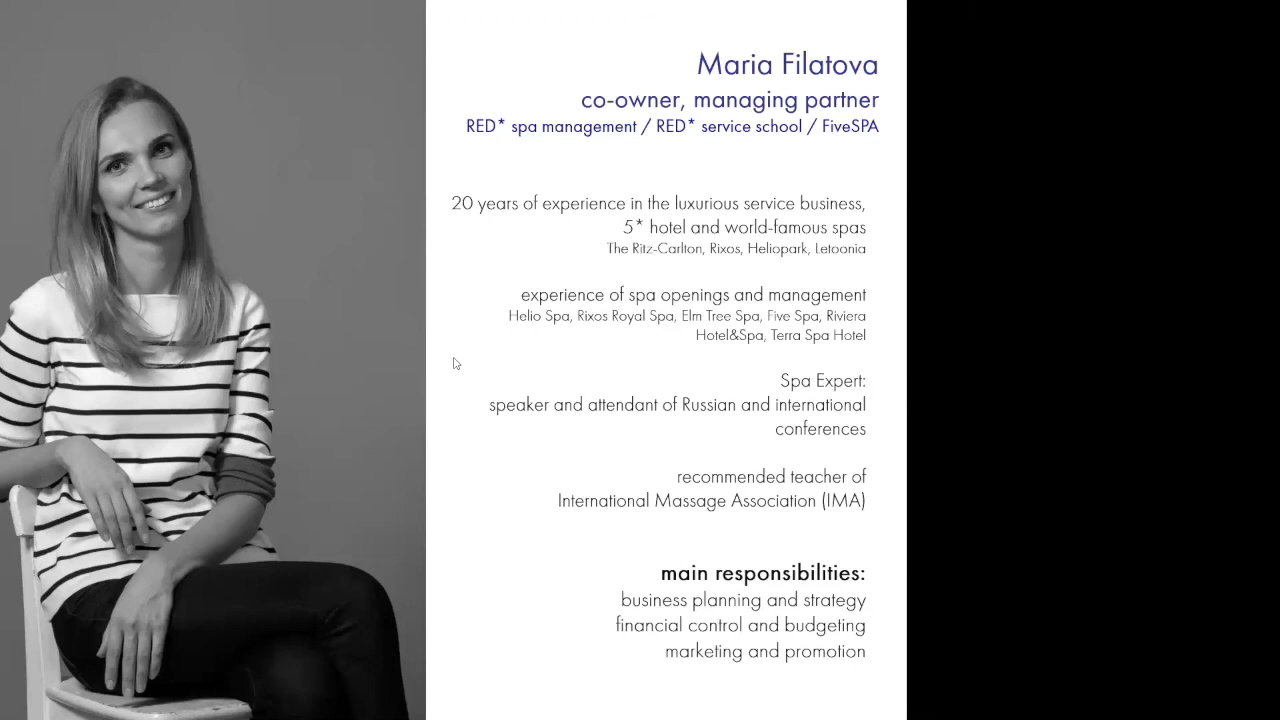 Maria Filatova
co-owner, managing partner
RED* spa management / RED* service school / FiveSPA
20 years of experience in the luxurious service business,
5* hotel and world-famous spas
The Ritz-Carlton, Rixos, Heliopark, Letoonia
experience of spa openings and management
Helio Spa, Rixos Royal Spa, Elm Tree Spa, Five Spa, Riviera
Hotel&Spa, Terra Spa Hotel
Spa Expert:
speaker and attendant of Russian and international
conferences
recommended teacher of
International Massage Association (IMA)
main responsibilities:
business planning and strategy
financial control and budgeting
marketing and promotion